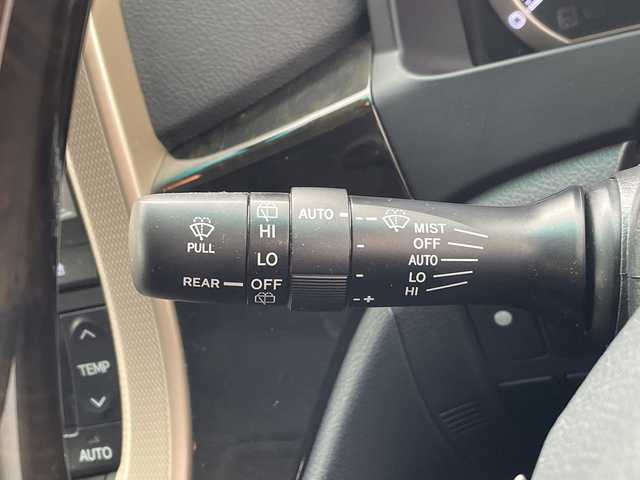 PULL
REAR
HI
LO
OFF
AUTO
- +
MIST
OFF
AUTO
LO
HI
TEMP
AUTO